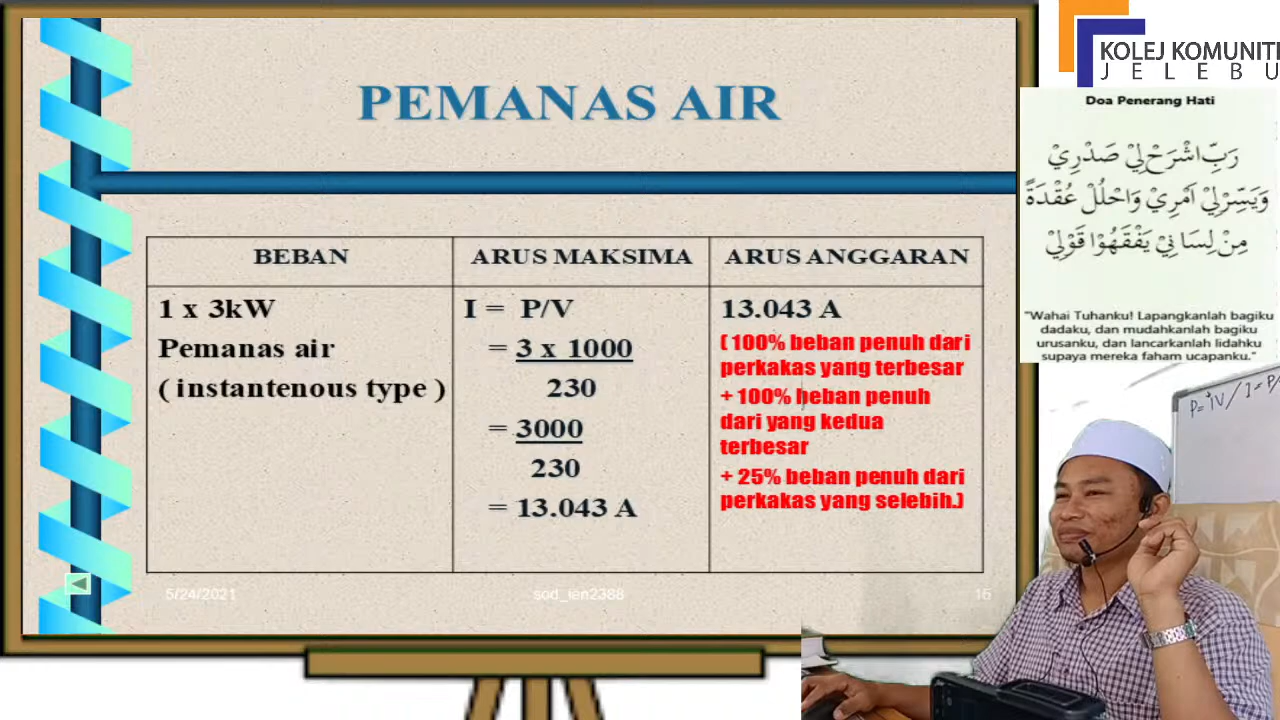 PEMANAS AIR
BEBAN
ARUS MAKSIMA
ARUS ANGGARAN
1 x 3kW
Pemanas air
( instantenous type )
I = P/V
= 3 x 1000
230
= 3000
230
= 13.043 A
13.043 A
( 100% beban penuh dari
perkakas yang terbesar
+ 100% beban penuh
dari yang kedua
terbesar
+ 25% beban penuh dari
perkakas yang selebih.)
5/24/2021
sod_ien2388
15
KOLEJ KOMUNITI
JELEBU
Doa Penerang Hati
رَبِّ اشْرَحْ لِيْ صَدْرِيْ
وَيَسِّرْ لِيْ أَمْرِيْ وَاحْلُلْ عُقْدَةً
مِنْ لِسَانِيْ يَفْقَهُوْا قَوْلِيْ
"Wahai Tuhanku! Lapangkanlah bagiku
dadaku, dan mudahkanlah bagiku
urusanku, dan lancarkanlah lidahku
supaya mereka faham ucapanku."